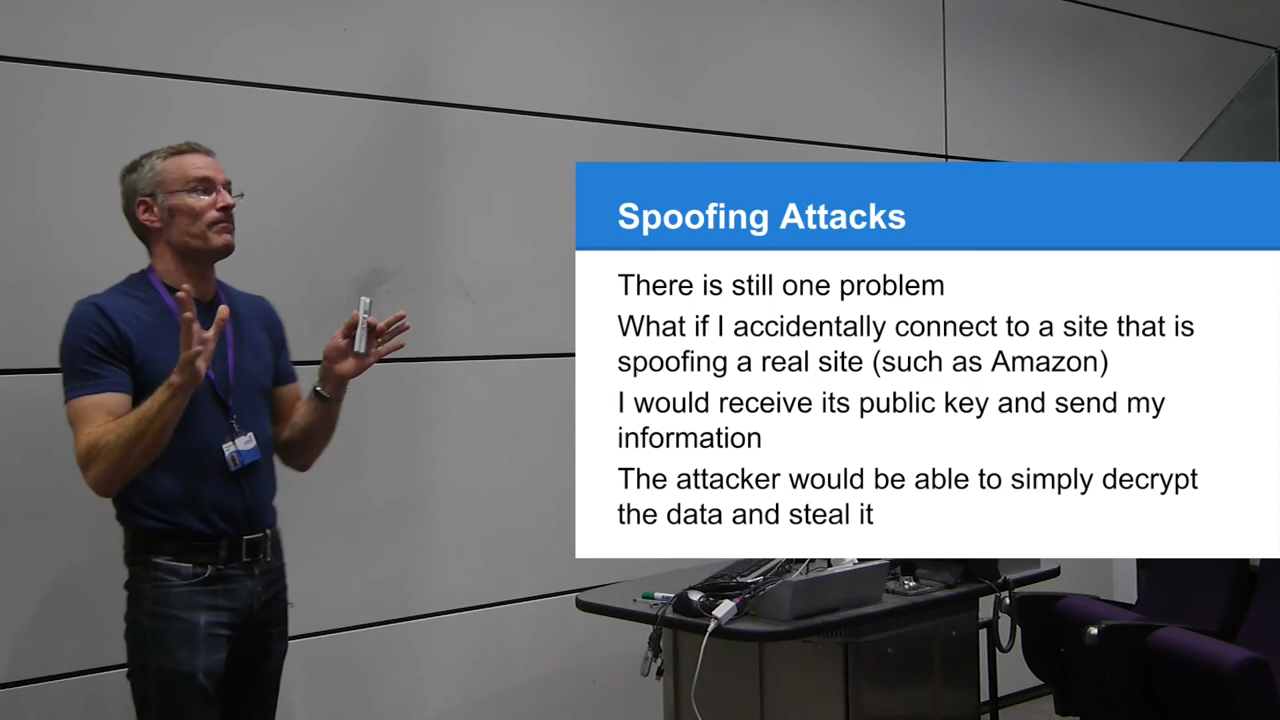 Spoofing Attacks
There is still one problem
What if I accidentally connect to a site that is
spoofing a real site (such as Amazon)
I would receive its public key and send my
information
The attacker would be able to simply decrypt
the data and steal it